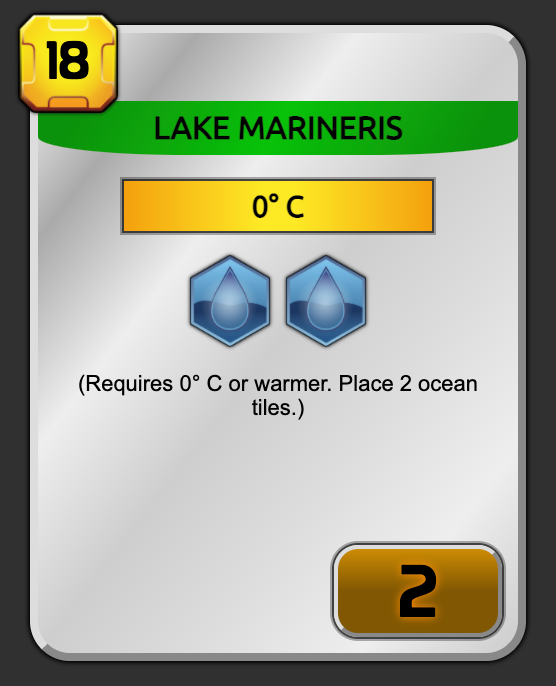 18
LAKE MARINERIS
0° C
(Requires 0° C or warmer. Place 2 ocean
tiles.)
2